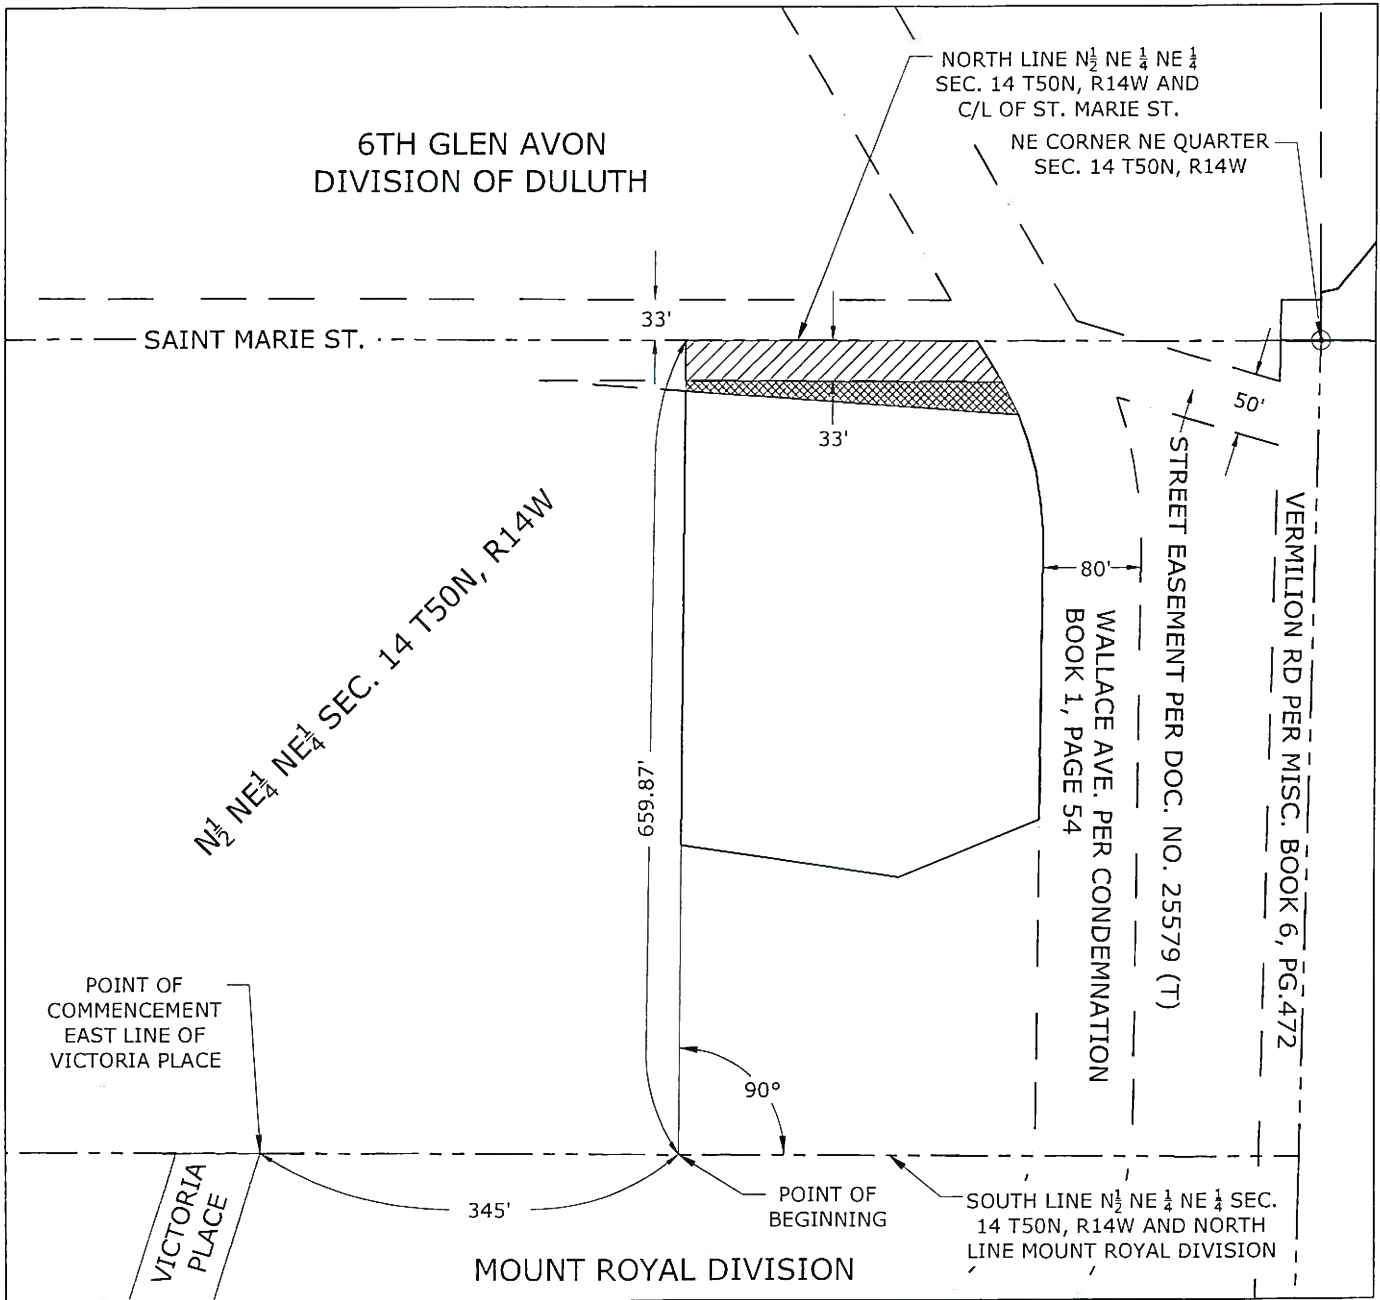 NORTH LINE N½ NE ¼ NE ¼
SEC. 14 T50N, R14W AND
C/L OF ST. MARIE ST.
6TH GLEN AVON
DIVISION OF DULUTH
NE CORNER NE QUARTER
SEC. 14 T50N, R14W
33'
SAINT MARIE ST.
50'
33'
N½ NE¼ NE¼ SEC. 14 T50N, R14W
STREET EASEMENT PER DOC. NO. 25579 (T)
VERMILION RD PER MISC. BOOK 6, PG.472
80'
WALLACE AVE. PER CONDEMNATION
BOOK 1, PAGE 54
659.87'
POINT OF
COMMENCEMENT
EAST LINE OF
VICTORIA PLACE
90°
VICTORIA
PLACE
345'
POINT OF
BEGINNING
SOUTH LINE N½ NE ¼ NE ¼ SEC.
14 T50N, R14W AND NORTH
LINE MOUNT ROYAL DIVISION
MOUNT ROYAL DIVISION